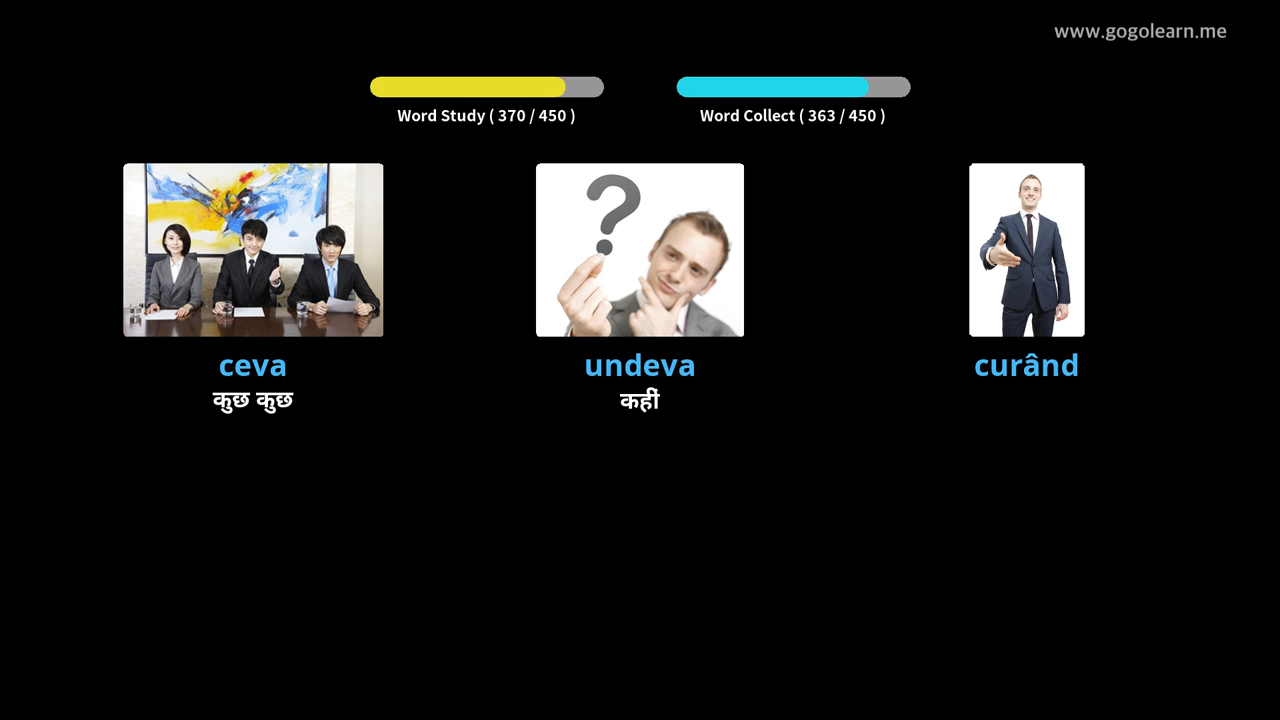 www.gogolearn.me
Word Study ( 370 / 450 )
Word Collect ( 363 / 450 )
ceva
undeva
curând
कुछ कुछ
कहीं